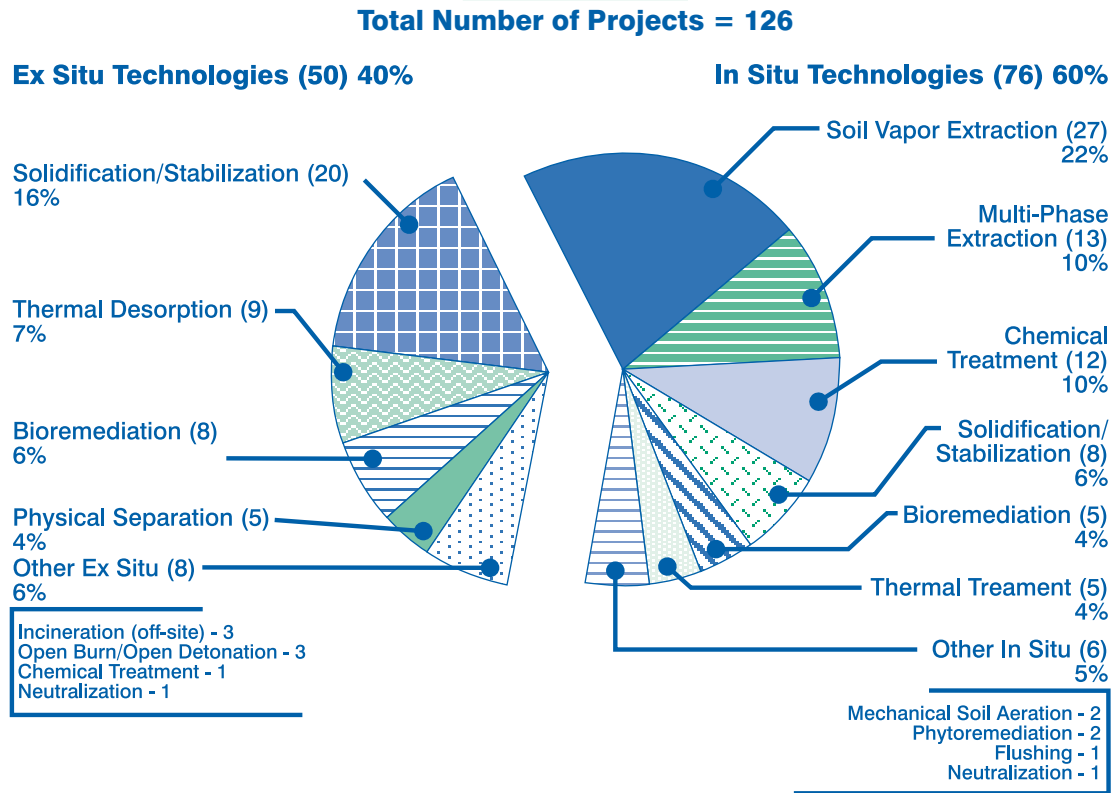 Total Number of Projects = 126
Ex Situ Technologies (50) 40%
Solidification/Stabilization (20)
16%
Thermal Desorption (9)
7%
Bioremediation (8)
6%
Physical Separation (5)
4%
Other Ex Situ (8)
6%
Incineration (off-site) - 3
Open Burn/Open Detonation - 3
Chemical Treatment - 1
Neutralization - 1
In Situ Technologies (76) 60%
Soil Vapor Extraction (27)
22%
Multi-Phase
Extraction (13)
10%
Chemical
Treatment (12)
10%
Solidification/
Stabilization (8)
6%
Bioremediation (5)
4%
Thermal Treament (5)
4%
Other In Situ (6)
5%
Mechanical Soil Aeration - 2
Phytoremediation - 2
Flushing - 1
Neutralization - 1